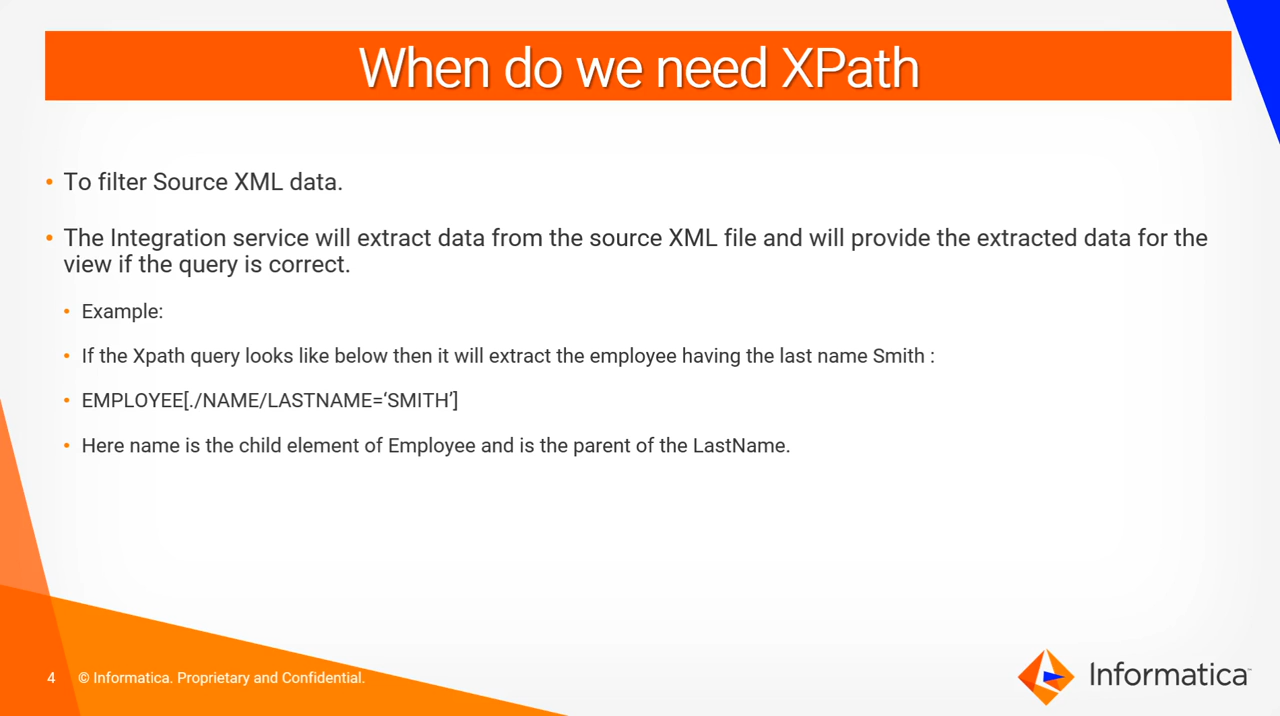 When do we need XPath
• To filter Source XML data.
• The Integration service will extract data from the source XML file and will provide the extracted data for the
view if the query is correct.
• Example:
• If the Xpath query looks like below then it will extract the employee having the last name Smith :
• EMPLOYEE[./NAME/LASTNAME=‘SMITH’]
• Here name is the child element of Employee and is the parent of the LastName.
4 © Informatica. Proprietary and Confidential.
Informatica™